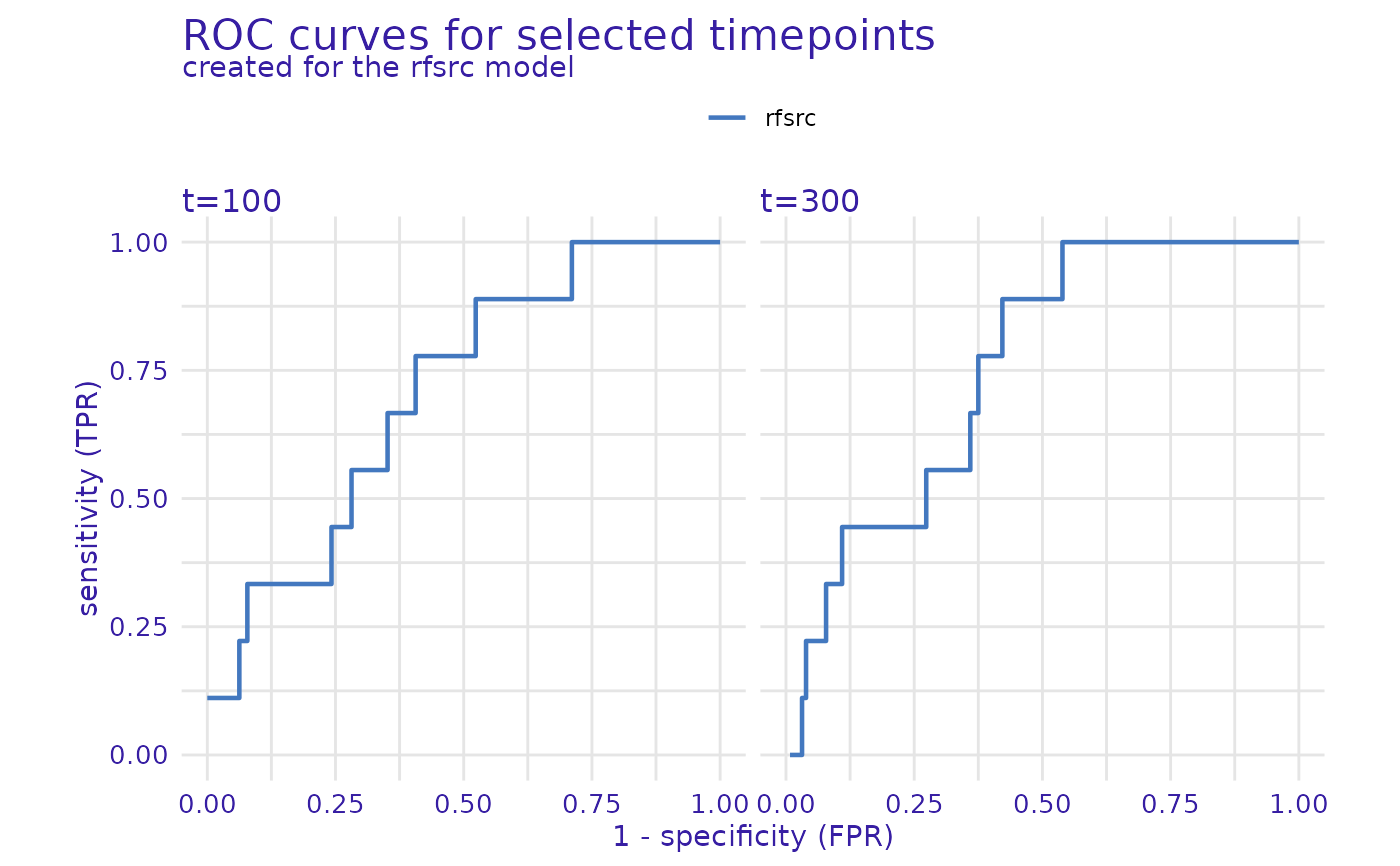 ROC curves for selected timepoints
created for the rfsrc model
rfsrc
t=100 t=300
1.00
0.75
0.50
0.25
0.00
sensitivity (TPR)
0.00 0.25 0.50 0.75 1.00 0.00 0.25 0.50 0.75 1.00
1 - specificity (FPR)